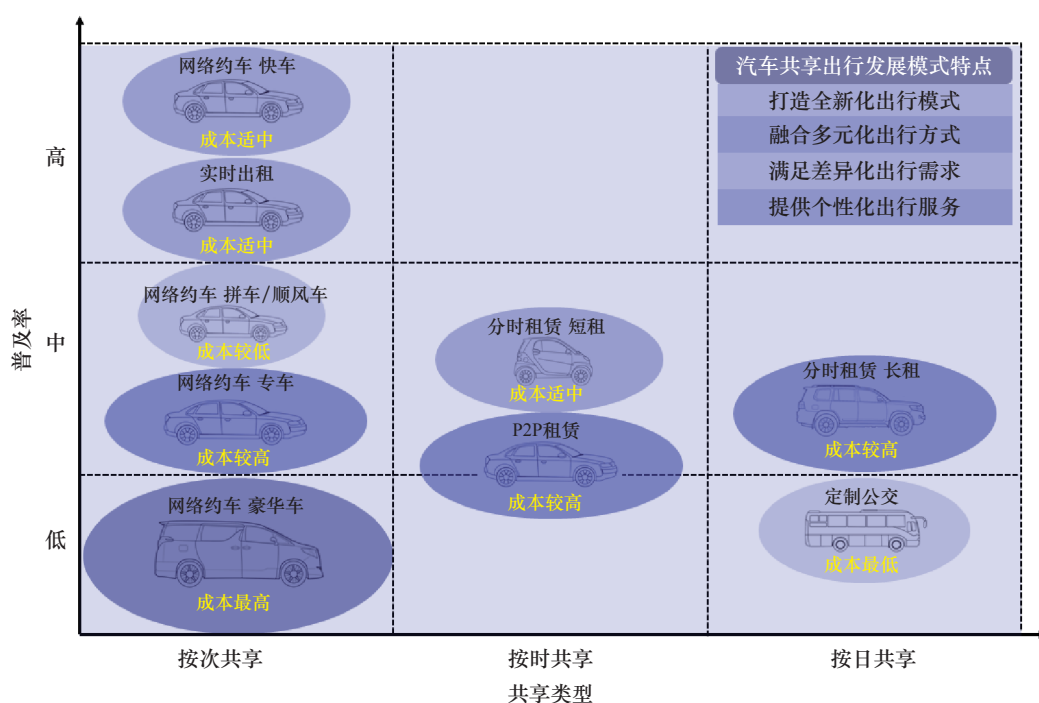 网络约车 快车
成本适中
实时出租
成本适中
网络约车 拼车/顺风车
成本较低
网络约车 专车
成本较高
网络约车 豪华车
成本最高
分时租赁 短租
成本适中
P2P租赁
成本较高
汽车共享出行发展模式特点
打造全新化出行模式
融合多元化出行方式
满足差异化出行需求
提供个性化出行服务
分时租赁 长租
成本较高
定制公交
成本最低
普及率
高
中
低
按次共享
按时共享
按日共享
共享类型